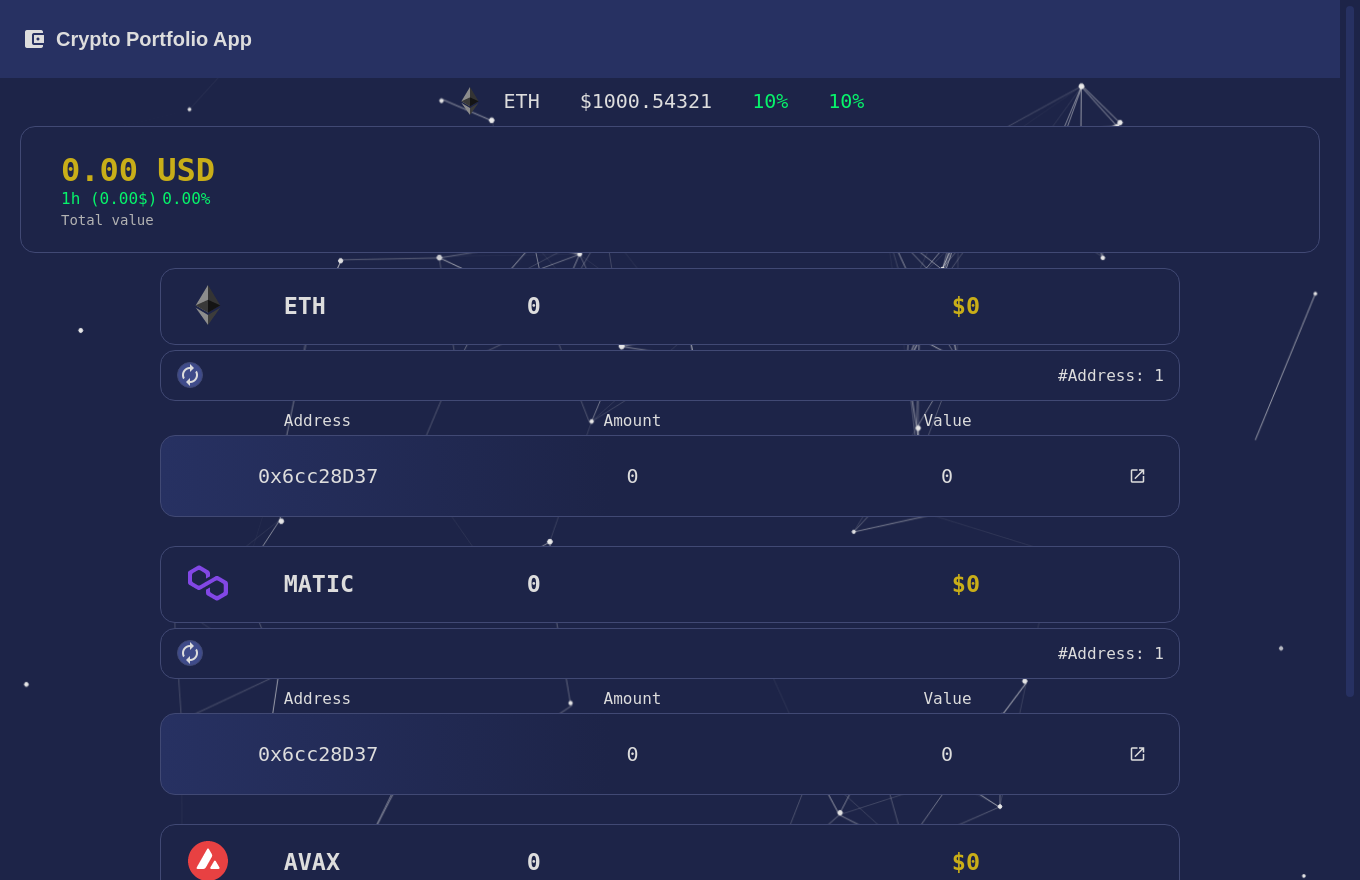 Crypto Portfolio App
ETH $1000.54321 10% 10%
0.00 USD
1h (0.00$) 0.00%
Total value
ETH 0 $0
#Address: 1
Address Amount Value
0x6cc28D37 0 0
MATIC 0 $0
#Address: 1
Address Amount Value
0x6cc28D37 0 0
AVAX 0 $0